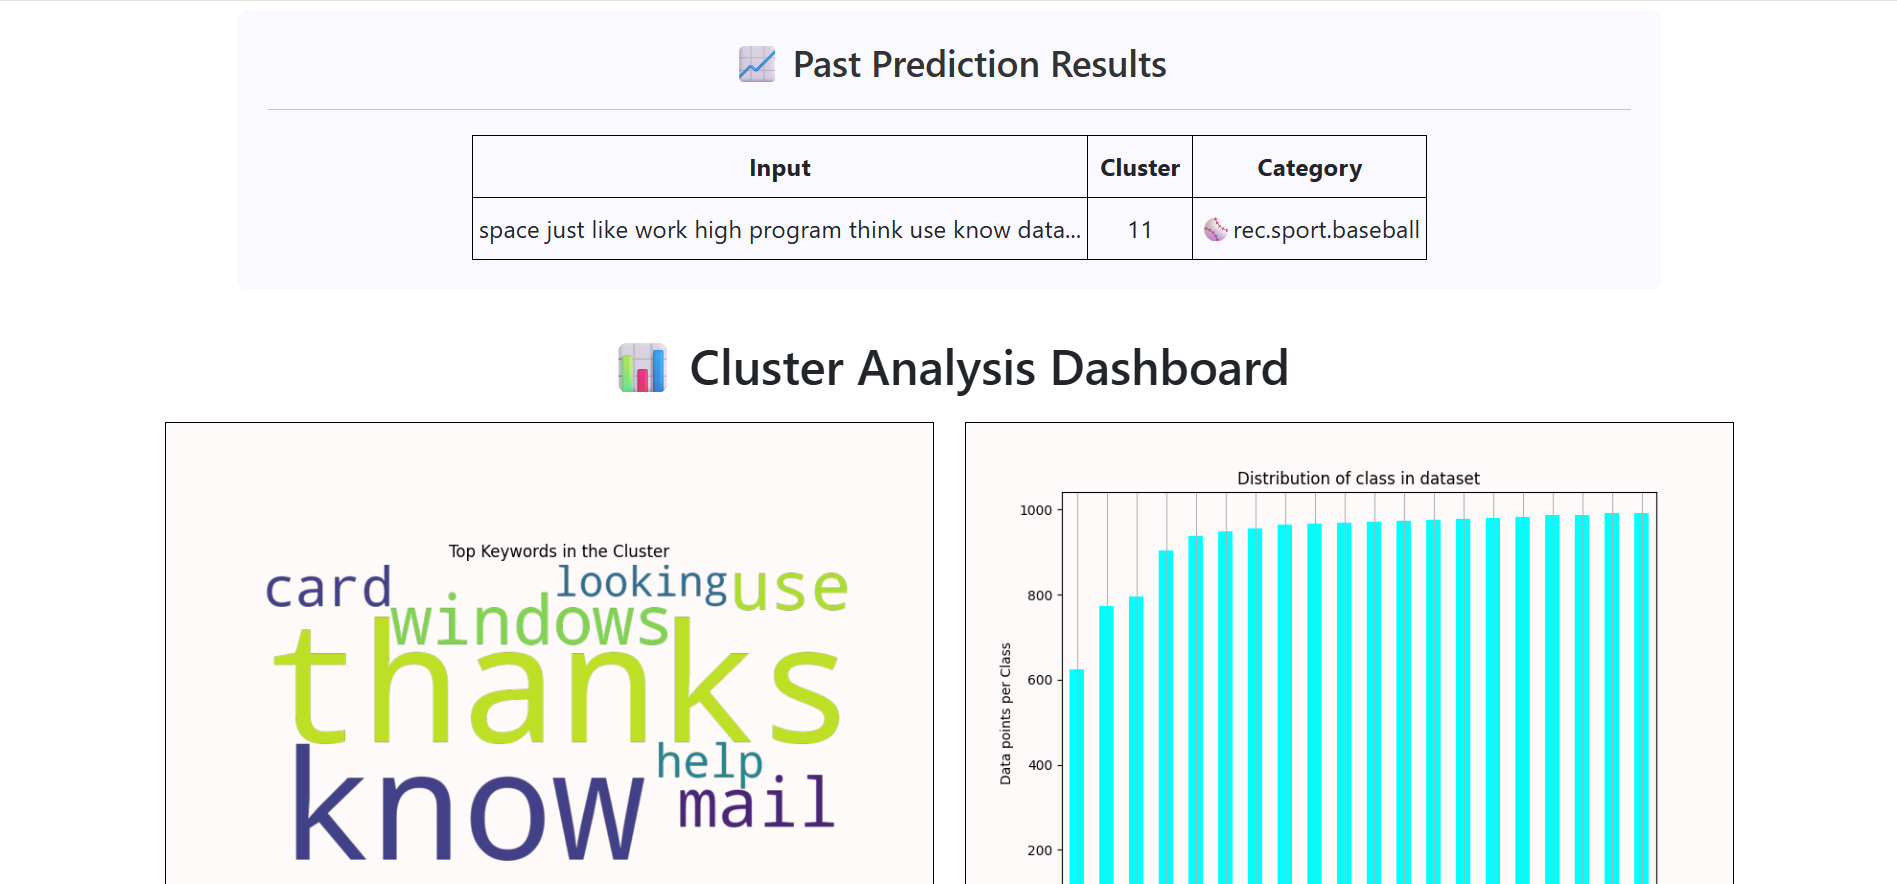 Past Prediction Results
Input Cluster Category
space just like work high program think use know data... 11 rec.sport.baseball
Cluster Analysis Dashboard
Top Keywords in the Cluster
card looking use
windows
thanks
know help
mail
Distribution of class in dataset
Data points per Class
1000
800
600
400
200